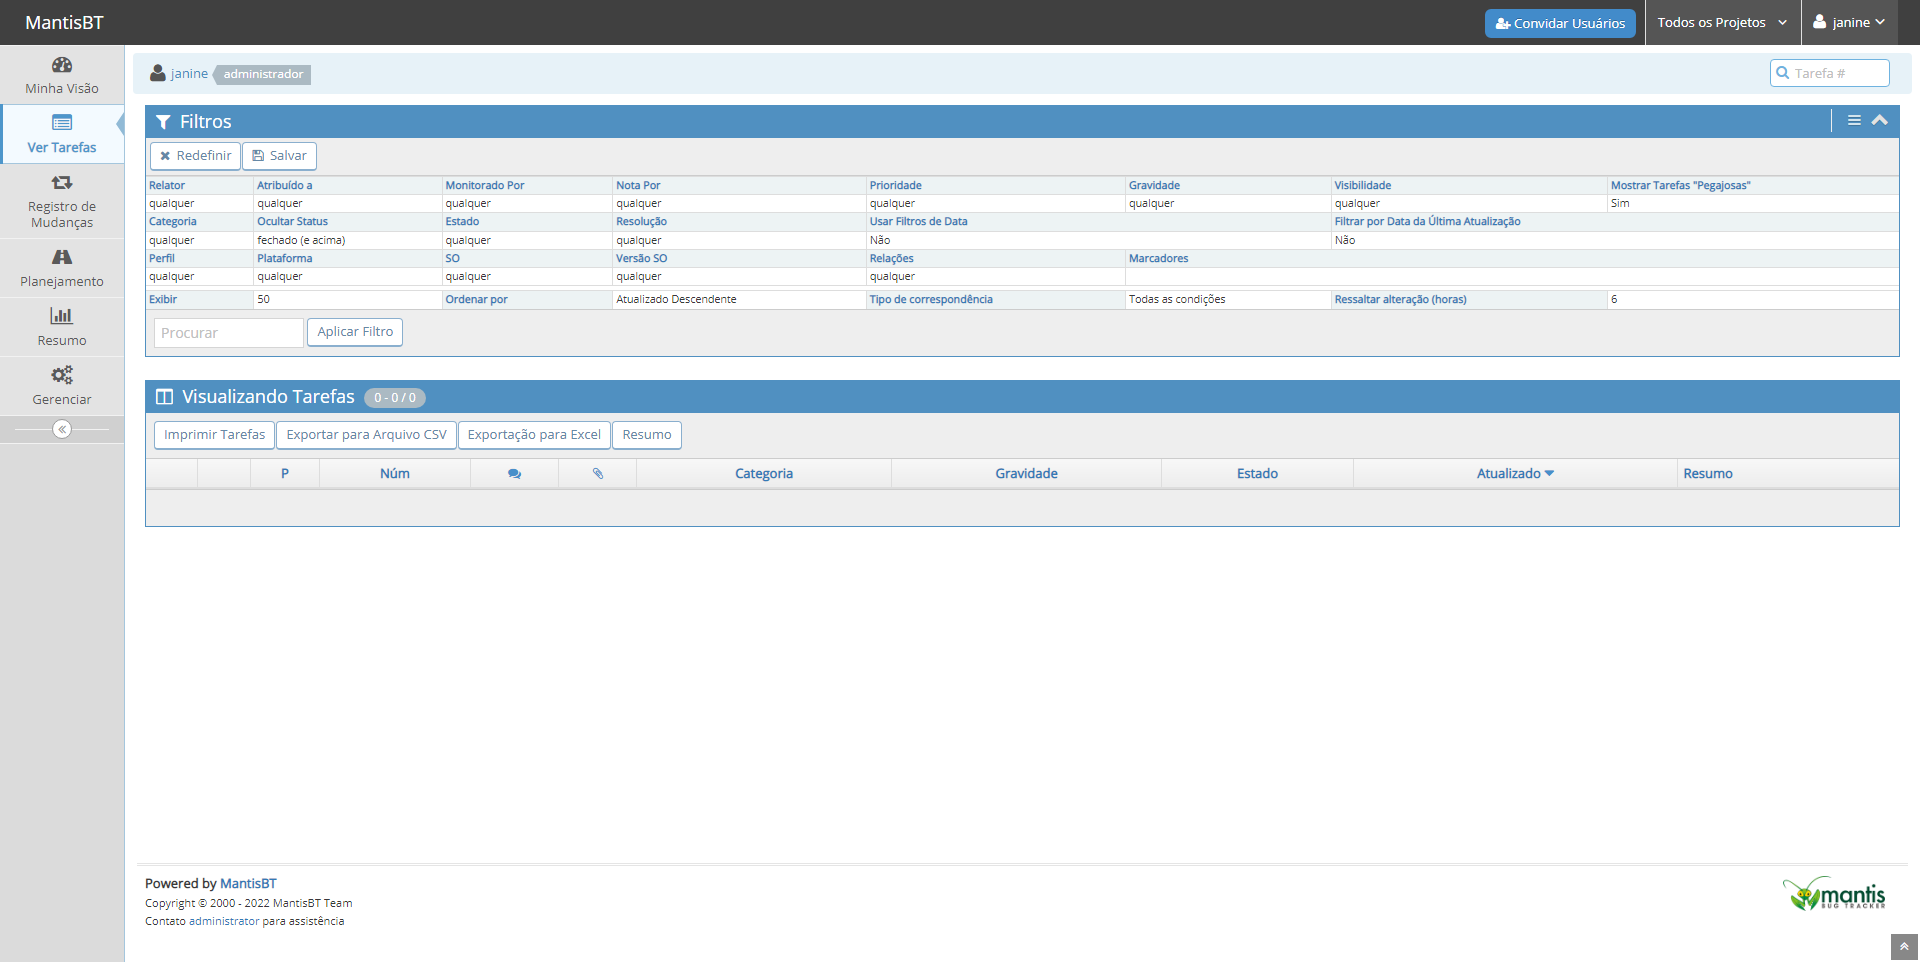 MantisBT
Convidar Usuários
Todos os Projetos
janine
Minha Visão
Ver Tarefas
Registro de
Mudanças
Planejamento
Resumo
Gerenciar
janine administrador
Tarefa #
Filtros
Redefinir Salvar
Relator Atribuído a Monitorado Por Nota Por Prioridade Gravidade Visibilidade Mostrar Tarefas "Pegajosas"
qualquer qualquer qualquer qualquer qualquer qualquer qualquer Sim
Categoria Ocultar Status Estado Resolução Usar Filtros de Data Filtrar por Data da Última Atualização
qualquer fechado (e acima) qualquer qualquer Não Não
Perfil Plataforma SO Versão SO Relações Marcadores
qualquer qualquer qualquer qualquer qualquer
Exibir 50 Ordenar por Atualizado Descendente Tipo de correspondência Todas as condições Ressaltar alteração (horas) 6
Procurar Aplicar Filtro
Visualizando Tarefas 0 - 0 / 0
Imprimir Tarefas Exportar para Arquivo CSV Exportação para Excel Resumo
P Núm Categoria Gravidade Estado Atualizado Resumo
Powered by MantisBT
Copyright © 2000 - 2022 MantisBT Team
Contato administrator para assistência
mantis
BUG TRACKER